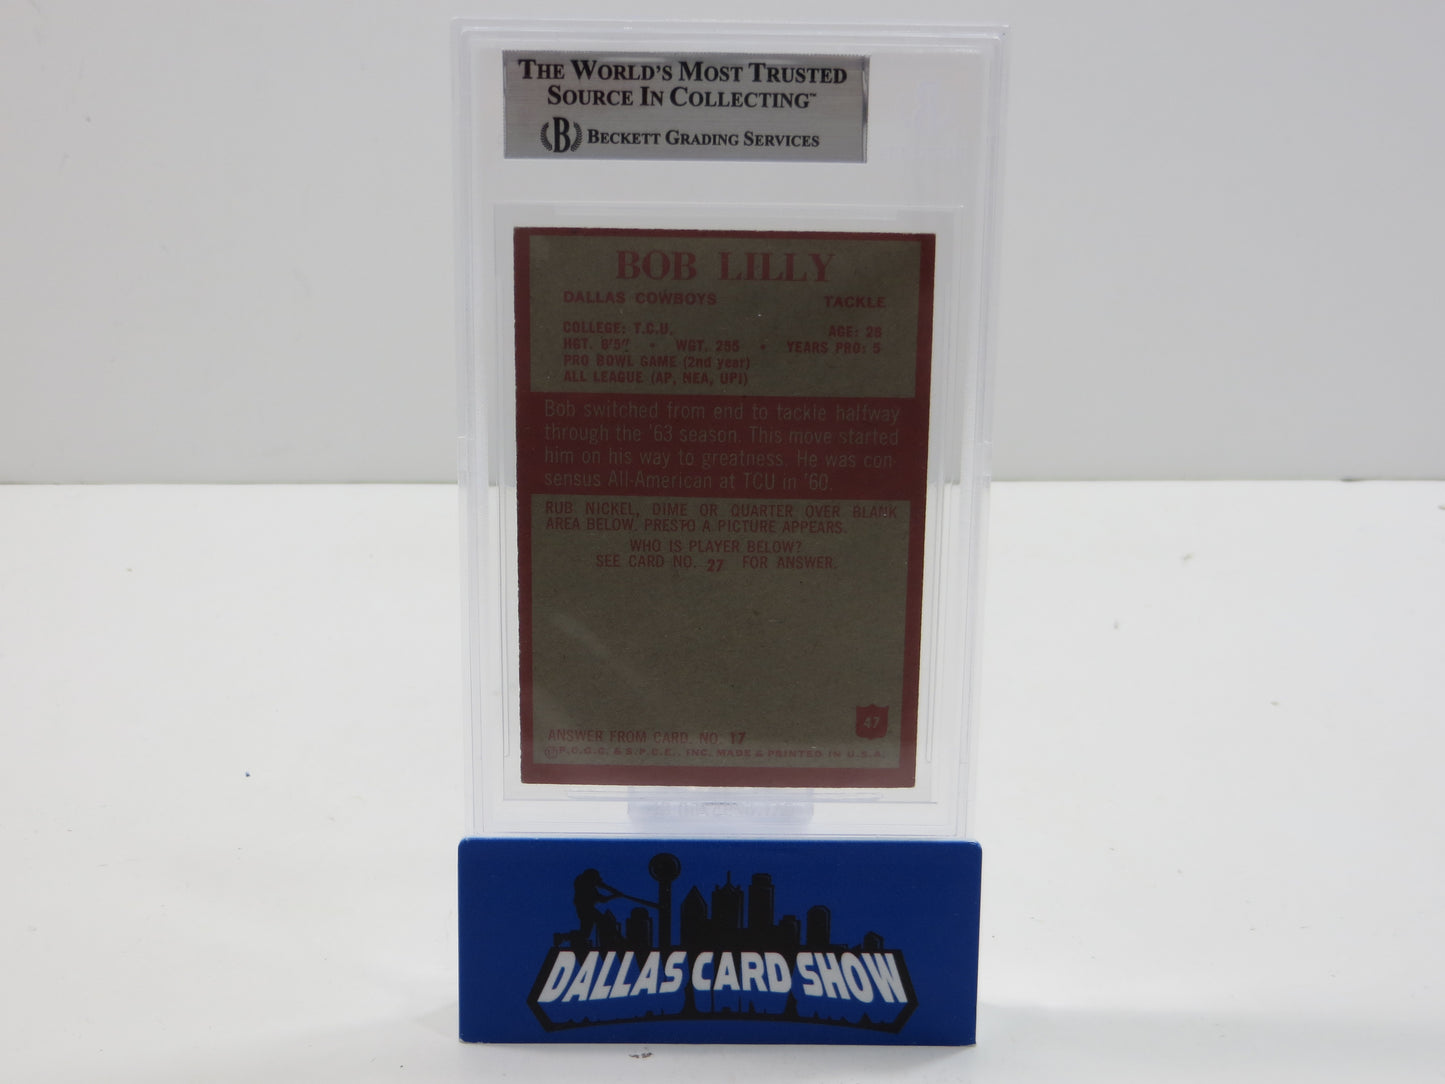 THE WORLD'S MOST TRUSTED
SOURCE IN COLLECTING™
B BECKETT GRADING SERVICES
BOB LILLY
DALLAS COWBOYS TACKLE
COLLEGE: T.C.U. AGE: 26
HGT. 6'5" • WGT. 255 • YEARS PRO: 5
PRO BOWL GAME (2nd year)
ALL LEAGUE (AP, NEA, UPI)
Bob switched from end to tackle halfway
through the '63 season. This move started
him on his way to greatness. He was con-
sensus All-American at TCU in '60.
RUB NICKEL, DIME OR QUARTER OVER BLANK
AREA BELOW. PRESTO A PICTURE APPEARS.
WHO IS PLAYER BELOW?
SEE CARD NO. 27 FOR ANSWER.
47
ANSWER FROM CARD. NO. 17
© P.C.G.C. & S.P.C.E., INC. MADE & PRINTED IN U.S.A.
DALLAS CARD SHOW